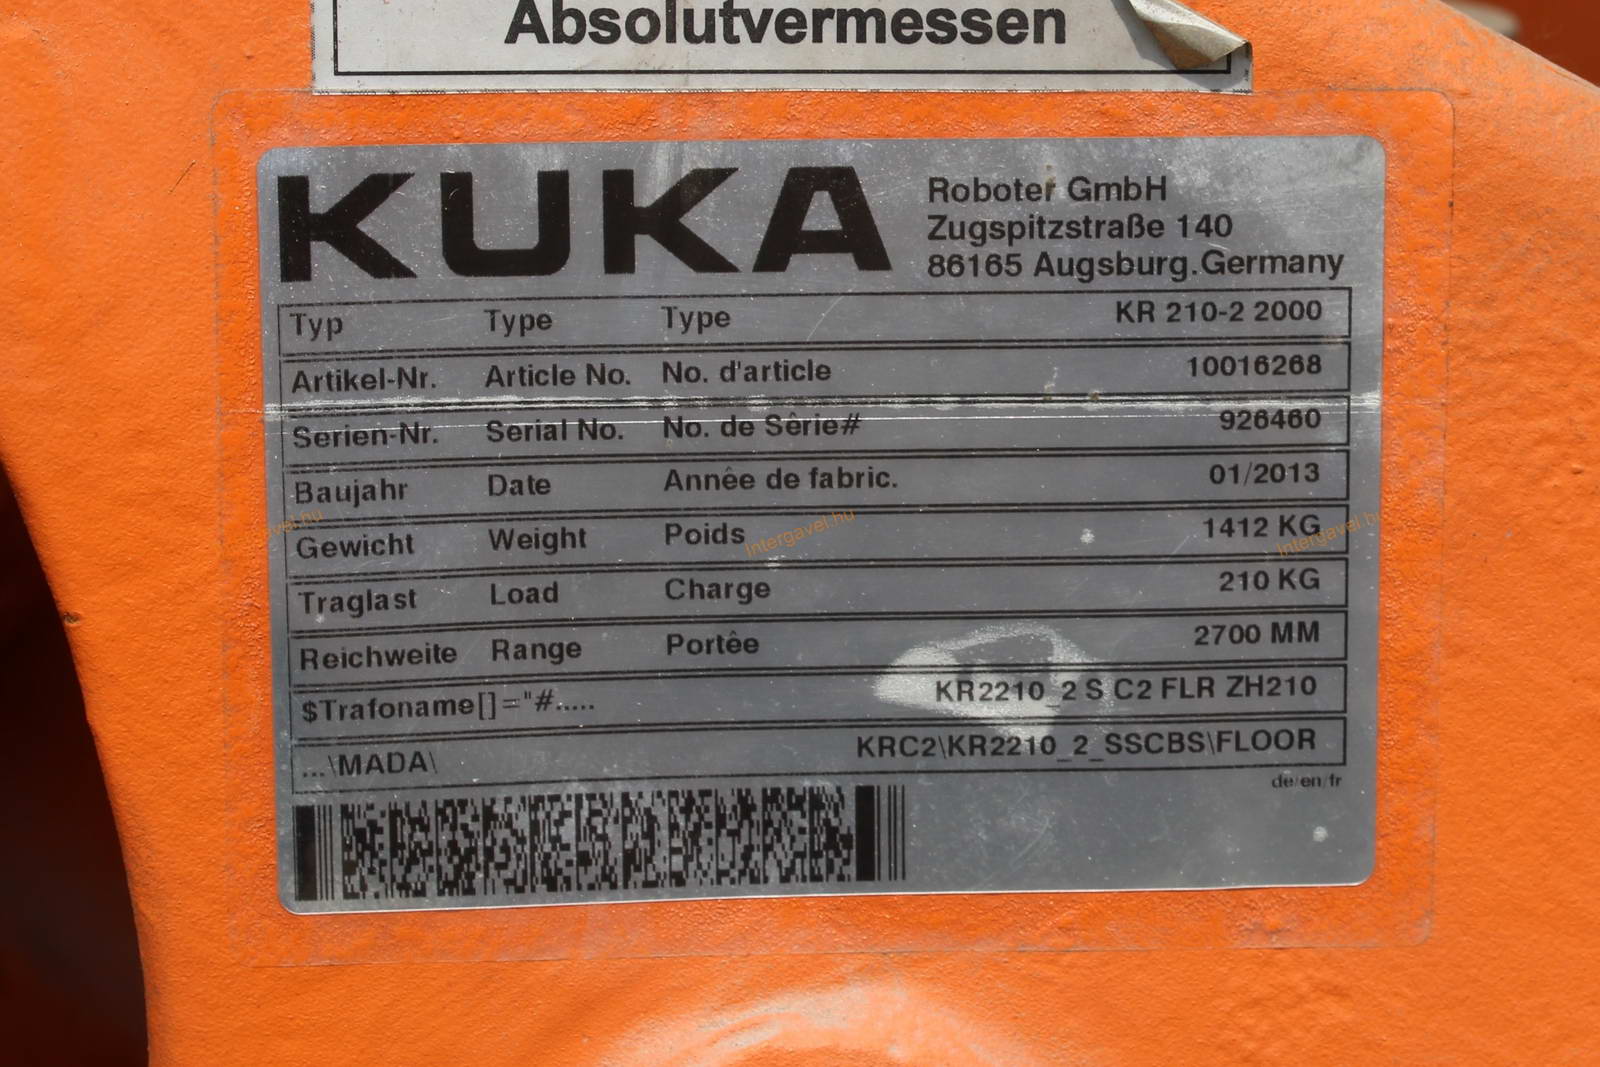 Absolutvermessen
KUKA
Roboter GmbH
Zugspitzstraße 140
86165 Augsburg.Germany
Typ Type Type KR 210-2 2000
Artikel-Nr. Article No. No. d'article 10016268
Serien-Nr. Serial No. No. de Sêrie# 926460
Baujahr Date Annêe de fabric. 01/2013
Gewicht Weight Poids 1412 KG
Traglast Load Charge 210 KG
Reichweite Range Portêe 2700 MM
$Trafoname[]="#..... KR2210_2 S C2 FLR ZH210
...\MADA\ KRC2\KR2210_2_SSCBS\FLOOR
de/en/fr
Intergavel.hu